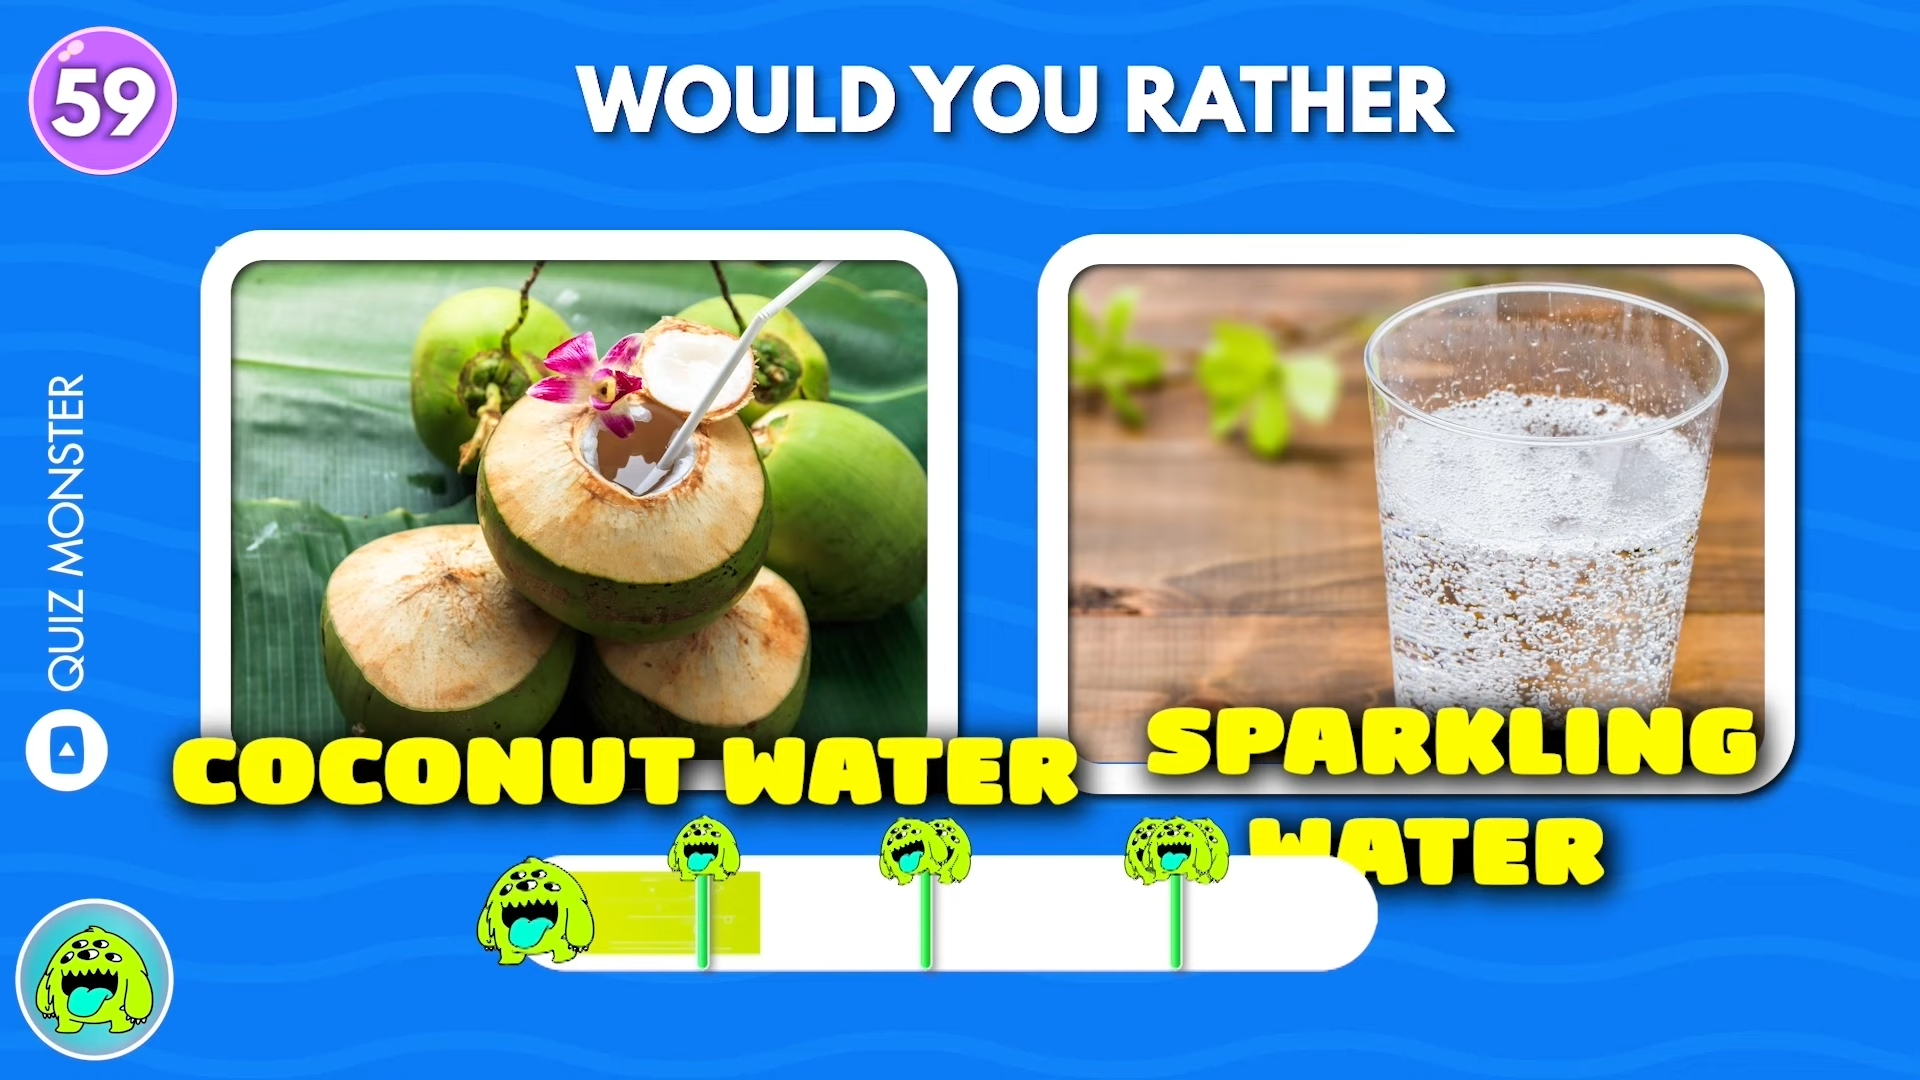 59
WOULD YOU RATHER
QUIZ MONSTER
COCONUT WATER
SPARKLING
WATER